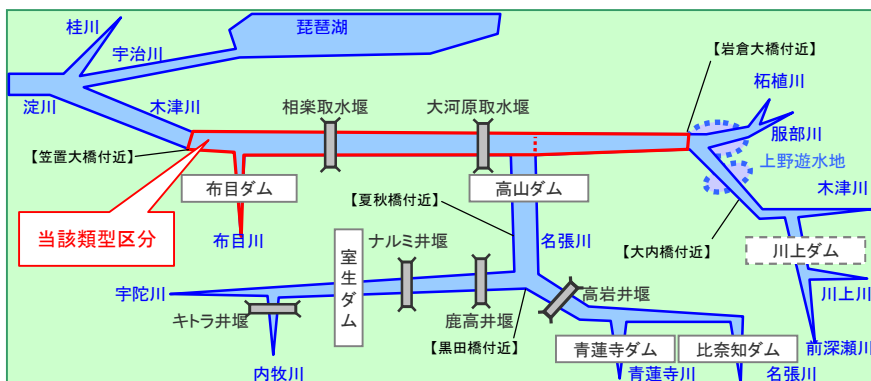 桂川
宇治川
琵琶湖
【岩倉大橋付近】
淀川
木津川
相楽取水堰
大河原取水堰
柘植川
服部川
【笠置大橋付近】
上野遊水地
布目ダム
高山ダム
木津川
【夏秋橋付近】
当該類型区分
布目川
ナルミ井堰
名張川
【大内橋付近】
川上ダム
室生ダム
宇陀川
高岩井堰
川上川
キトラ井堰
鹿高井堰
【黒田橋付近】
青蓮寺ダム
比奈知ダム
前深瀬川
内牧川
青蓮寺川
名張川